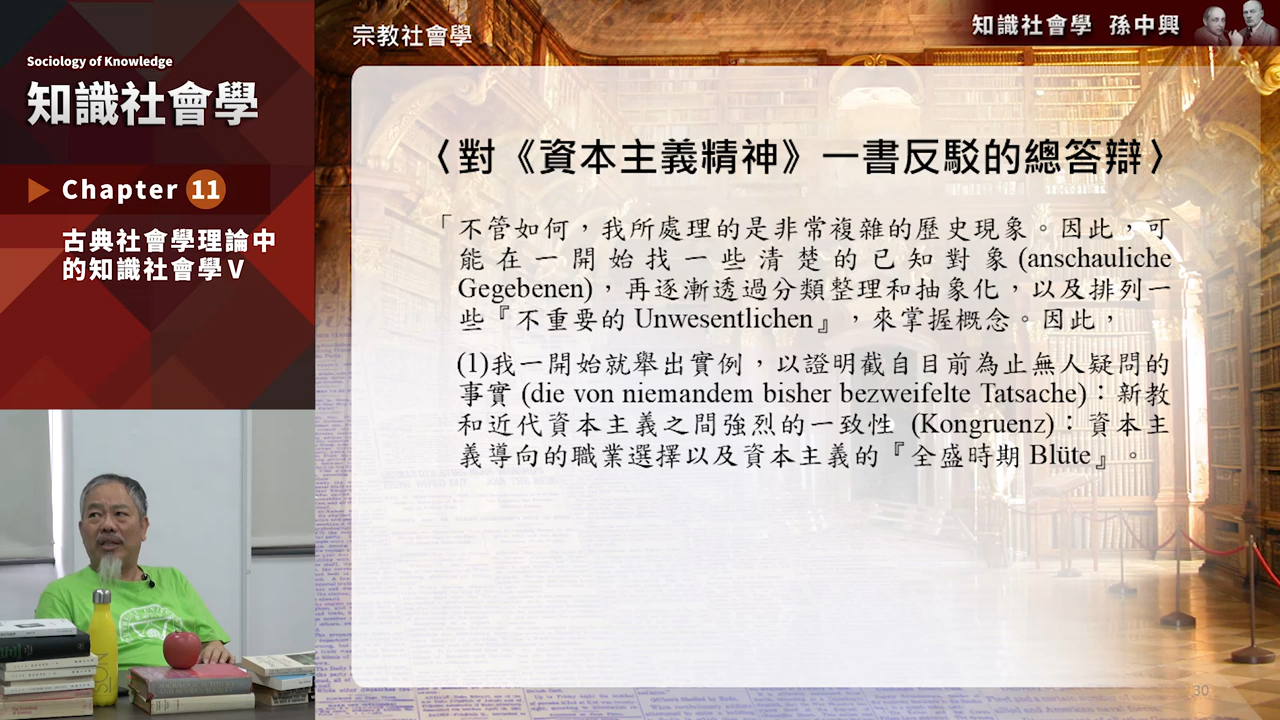 Sociology of Knowledge
知識社會學
Chapter 11
古典社會學理論中
的知識社會學 V
宗教社會學
知識社會學 孫中興
〈對《資本主義精神》一書反駁的總答辯〉
「不管如何，我所處理的是非常複雜的歷史現象。因此，可
能在一開始找一些清楚的已知對象(anschauliche
Gegebenen)，再逐漸透過分類整理和抽象化，以及排列一
些『不重要的 Unwesentlichen』，來掌握概念。因此，
(1)我一開始就舉出實例，以證明截自目前為止無人疑問的
事實 (die von niemandem bisher bezweifelte Tatsache)：新教
和近代資本主義之間強烈的一致性 (Kongruenz)：資本主
義導向的職業選擇以及資本主義的『全盛時期 Blüte』。
30